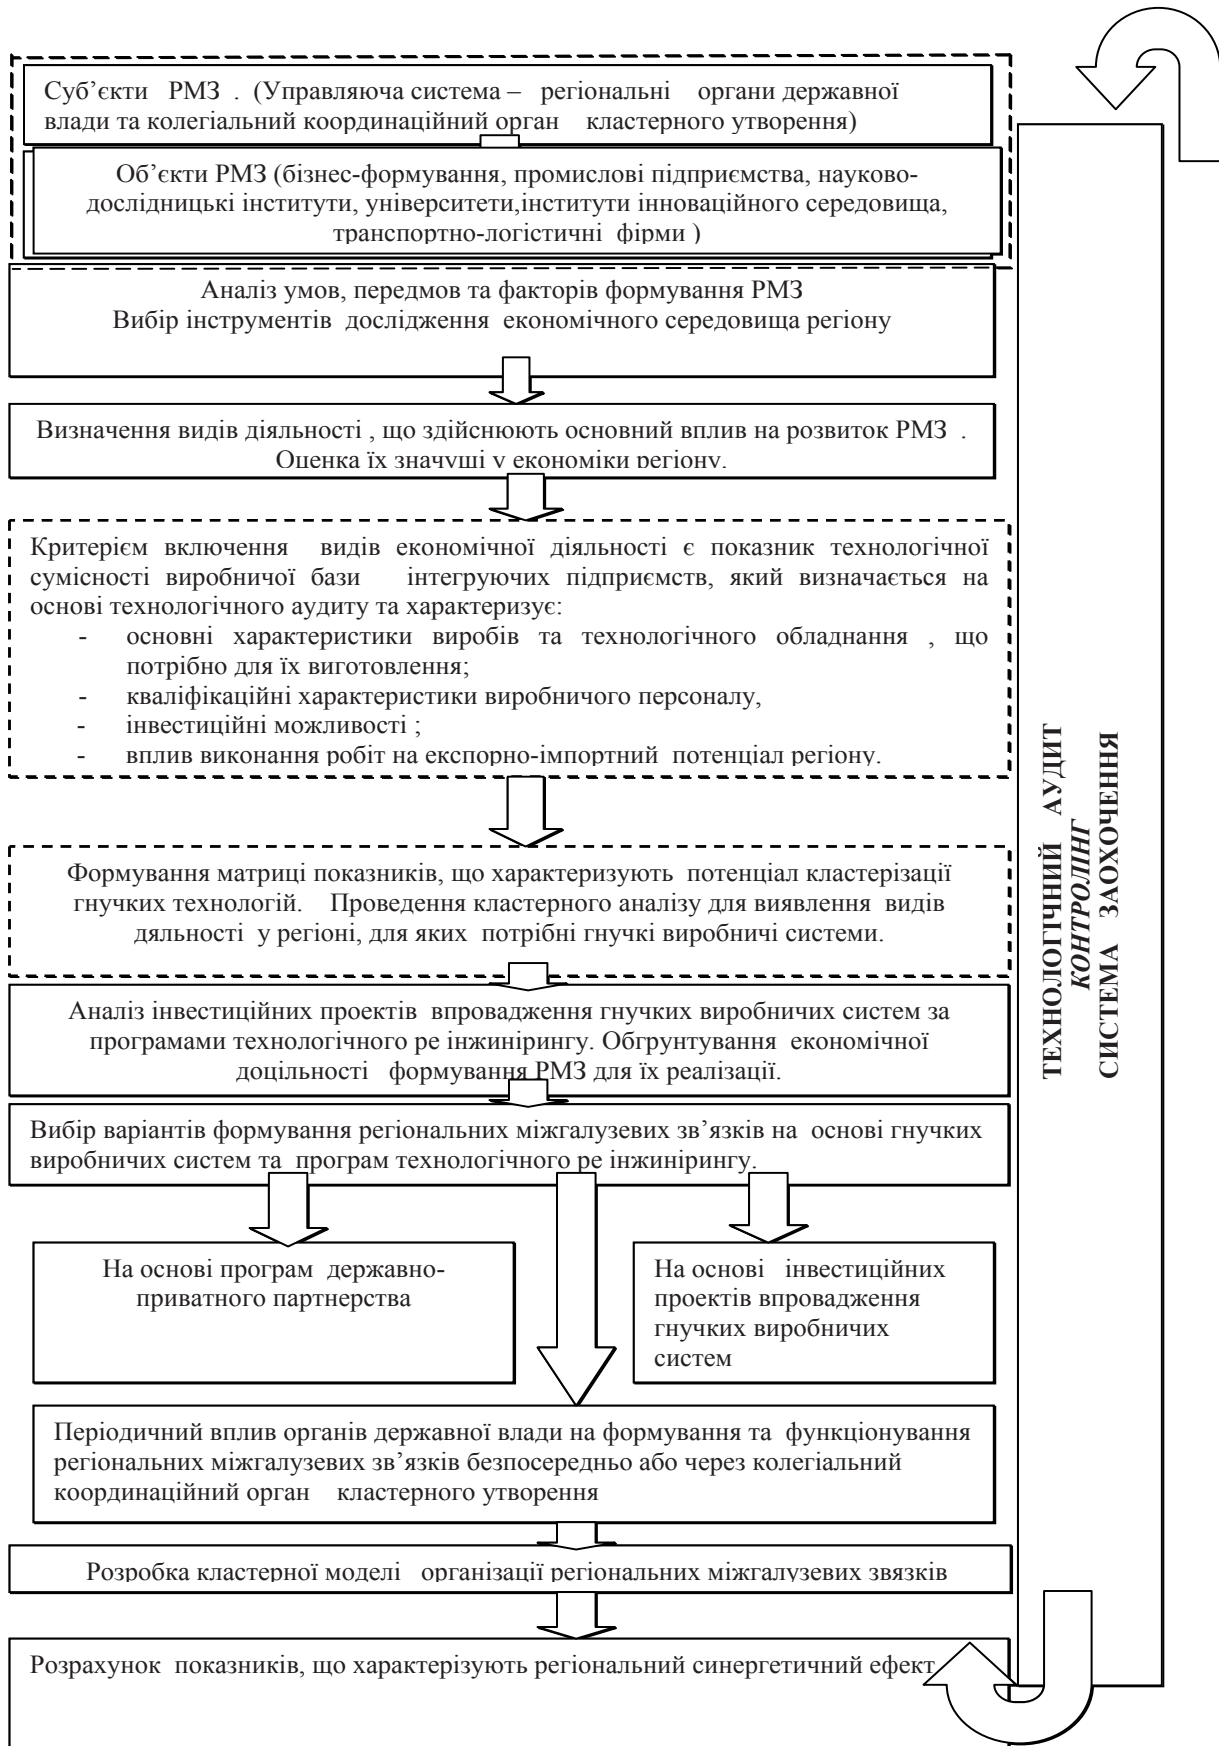 Суб’єкти РМЗ . (Управляюча система – регіональні органи державної
влади та колегіальний координаційний орган кластерного утворення)
Об’єкти РМЗ (бізнес-формування, промислові підприємства, науково-
дослідницькі інститути, університети,інститути інноваційного середовища,
транспортно-логістичні фірми )
Аналіз умов, передмов та факторів формування РМЗ
Вибір інструментів дослідження економічного середовища регіону
Визначення видів діяльності , що здійснюють основний вплив на розвиток РМЗ .
Оценка їх значуші у економіки регіону.
Критерієм включення видів економічної діяльності є показник технологічної
сумісності виробничої бази інтегруючих підприємств, який визначається на
основі технологічного аудиту та характеризує:
- основні характеристики виробів та технологічного обладнання , що
потрібно для їх виготовлення;
- кваліфікаційні характеристики виробничого персоналу,
- інвестиційні можливості ;
- вплив виконання робіт на експорно-імпортний потенціал регіону.
Формування матриці показників, що характеризують потенціал кластерізації
гнучких технологій. Проведення кластерного аналізу для виявлення видів
дяльності у регіоні, для яких потрібні гнучкі виробничі системи.
Аналіз інвестиційних проектів впровадження гнучких виробничих систем за
програмами технологічного ре інжинірингу. Обгрунтування економічної
доцільності формування РМЗ для їх реалізації.
Вибір варіантів формування регіональних міжгалузевих зв’язків на основі гнучких
виробничих систем та програм технологічного ре інжинірингу.
На основі програм державно-
приватного партнерства
На основі інвестиційних
проектів впровадження
гнучких виробничих
систем
Періодичний вплив органів державної влади на формування та функціонування
регіональних міжгалузевих зв’язків безпосередньо або через колегіальний
координаційний орган кластерного утворення
Розробка кластерної моделі організації регіональних міжгалузевих звязків
Розрахунок показників, що характерізують регіональний синергетичний ефект
ТЕХНОЛОГІЧНИЙ АУДИТ
КОНТРОЛІНГ
СИСТЕМА ЗАОХОЧЕННЯ